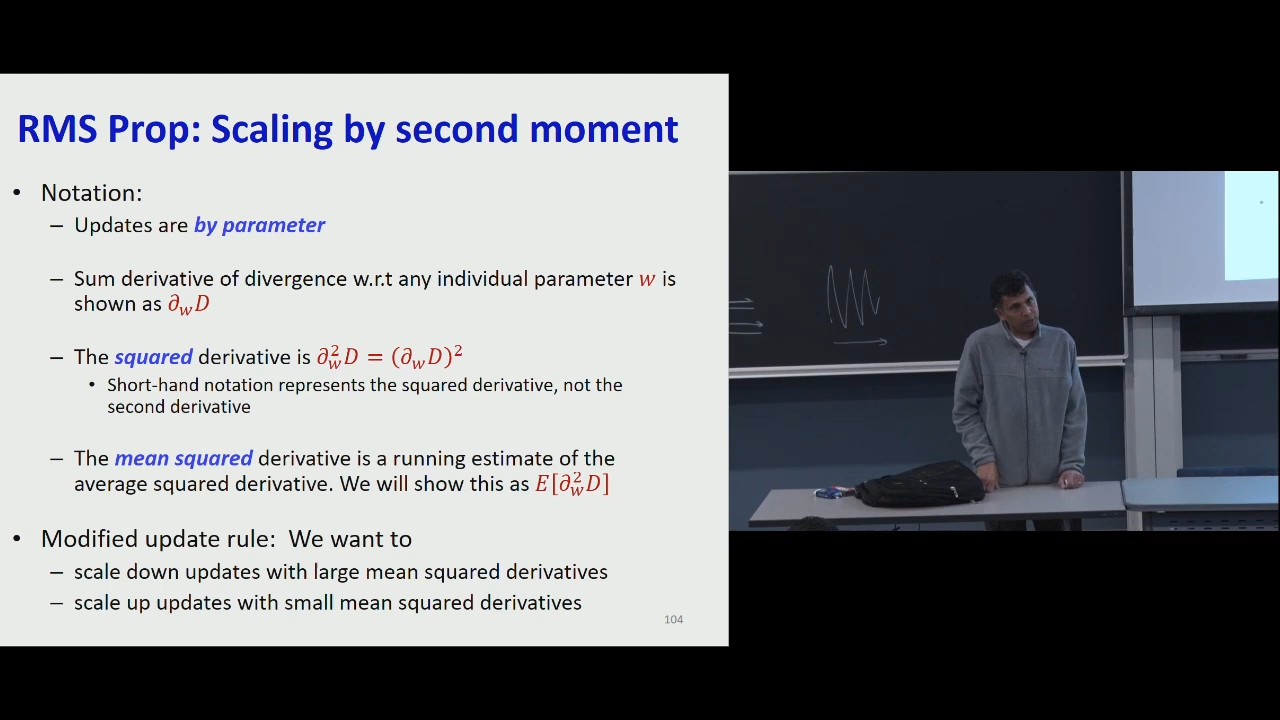 RMS Prop: Scaling by second moment
• Notation:
– Updates are by parameter
– Sum derivative of divergence w.r.t any individual parameter w is
shown as ∂_wD
– The squared derivative is ∂²_wD = (∂_wD)²
• Short-hand notation represents the squared derivative, not the
second derivative
– The mean squared derivative is a running estimate of the
average squared derivative. We will show this as E[∂²_wD]
• Modified update rule: We want to
– scale down updates with large mean squared derivatives
– scale up updates with small mean squared derivatives
104